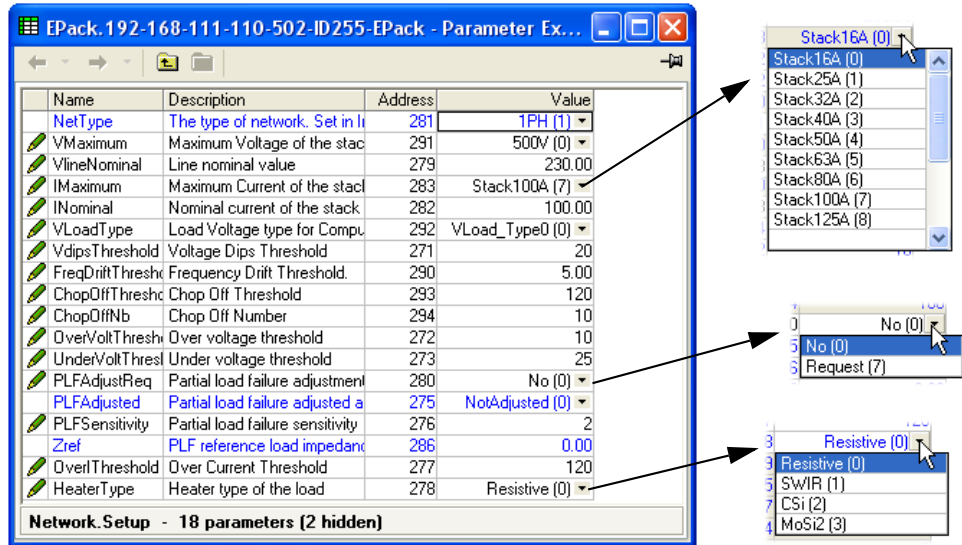 EPack.192-168-111-110-502-ID255-EPack - Parameter Ex...
Name Description Address Value
NetType The type of network. Set in 281 1PH (1)
VMaximum Maximum Voltage of the stac 291 500V (0)
VlineNominal Line nominal value 279 230.00
IMaximum Maximum Current of the stac 283 Stack100A (7)
INominal Nominal current of the stack 282 100.00
VLoadType Load Voltage type for Compu 292 VLoad_Type0 (0)
VdipsThreshold Voltage Dips Threshold 271 20
FreqDriftThresho Frequency Drift Threshold. 290 5.00
ChopOffThresho Chop Off Threshold 293 120
ChopOffNb Chop Off Number 294 10
OverVoltThresh Over voltage threshold 272 10
UnderVoltThresl Under voltage threshold 273 25
PLFAdjustReq Partial load failure adjustment 280 No (0)
PLFAdjusted Partial load failure adjusted a 275 NotAdjusted (0)
PLFSensitivity Partial load failure sensitivity 276 2
Zref PLF reference load impedanc 286 0.00
OverIThreshold Over Current Threshold 277 120
HeaterType Heater type of the load 278 Resistive (0)
Network.Setup - 18 parameters (2 hidden)
Stack16A (0)
Stack16A (0)
Stack25A (1)
Stack32A (2)
Stack40A (3)
Stack50A (4)
Stack63A (5)
Stack80A (6)
Stack100A (7)
Stack125A (8)
No (0)
No (0)
Request (7)
Resistive (0)
Resistive (0)
SWIR (1)
CSi (2)
MoSi2 (3)